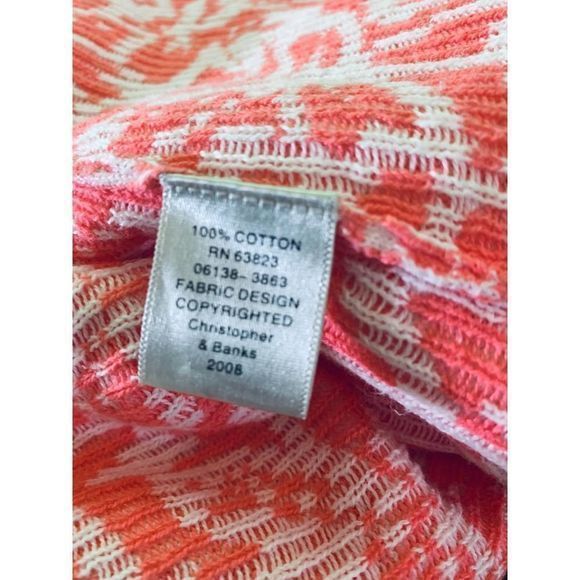 100% COTTON
RN 63823
06138-3863
FABRIC DESIGN
COPYRIGHTED
Christopher
& Banks
2008